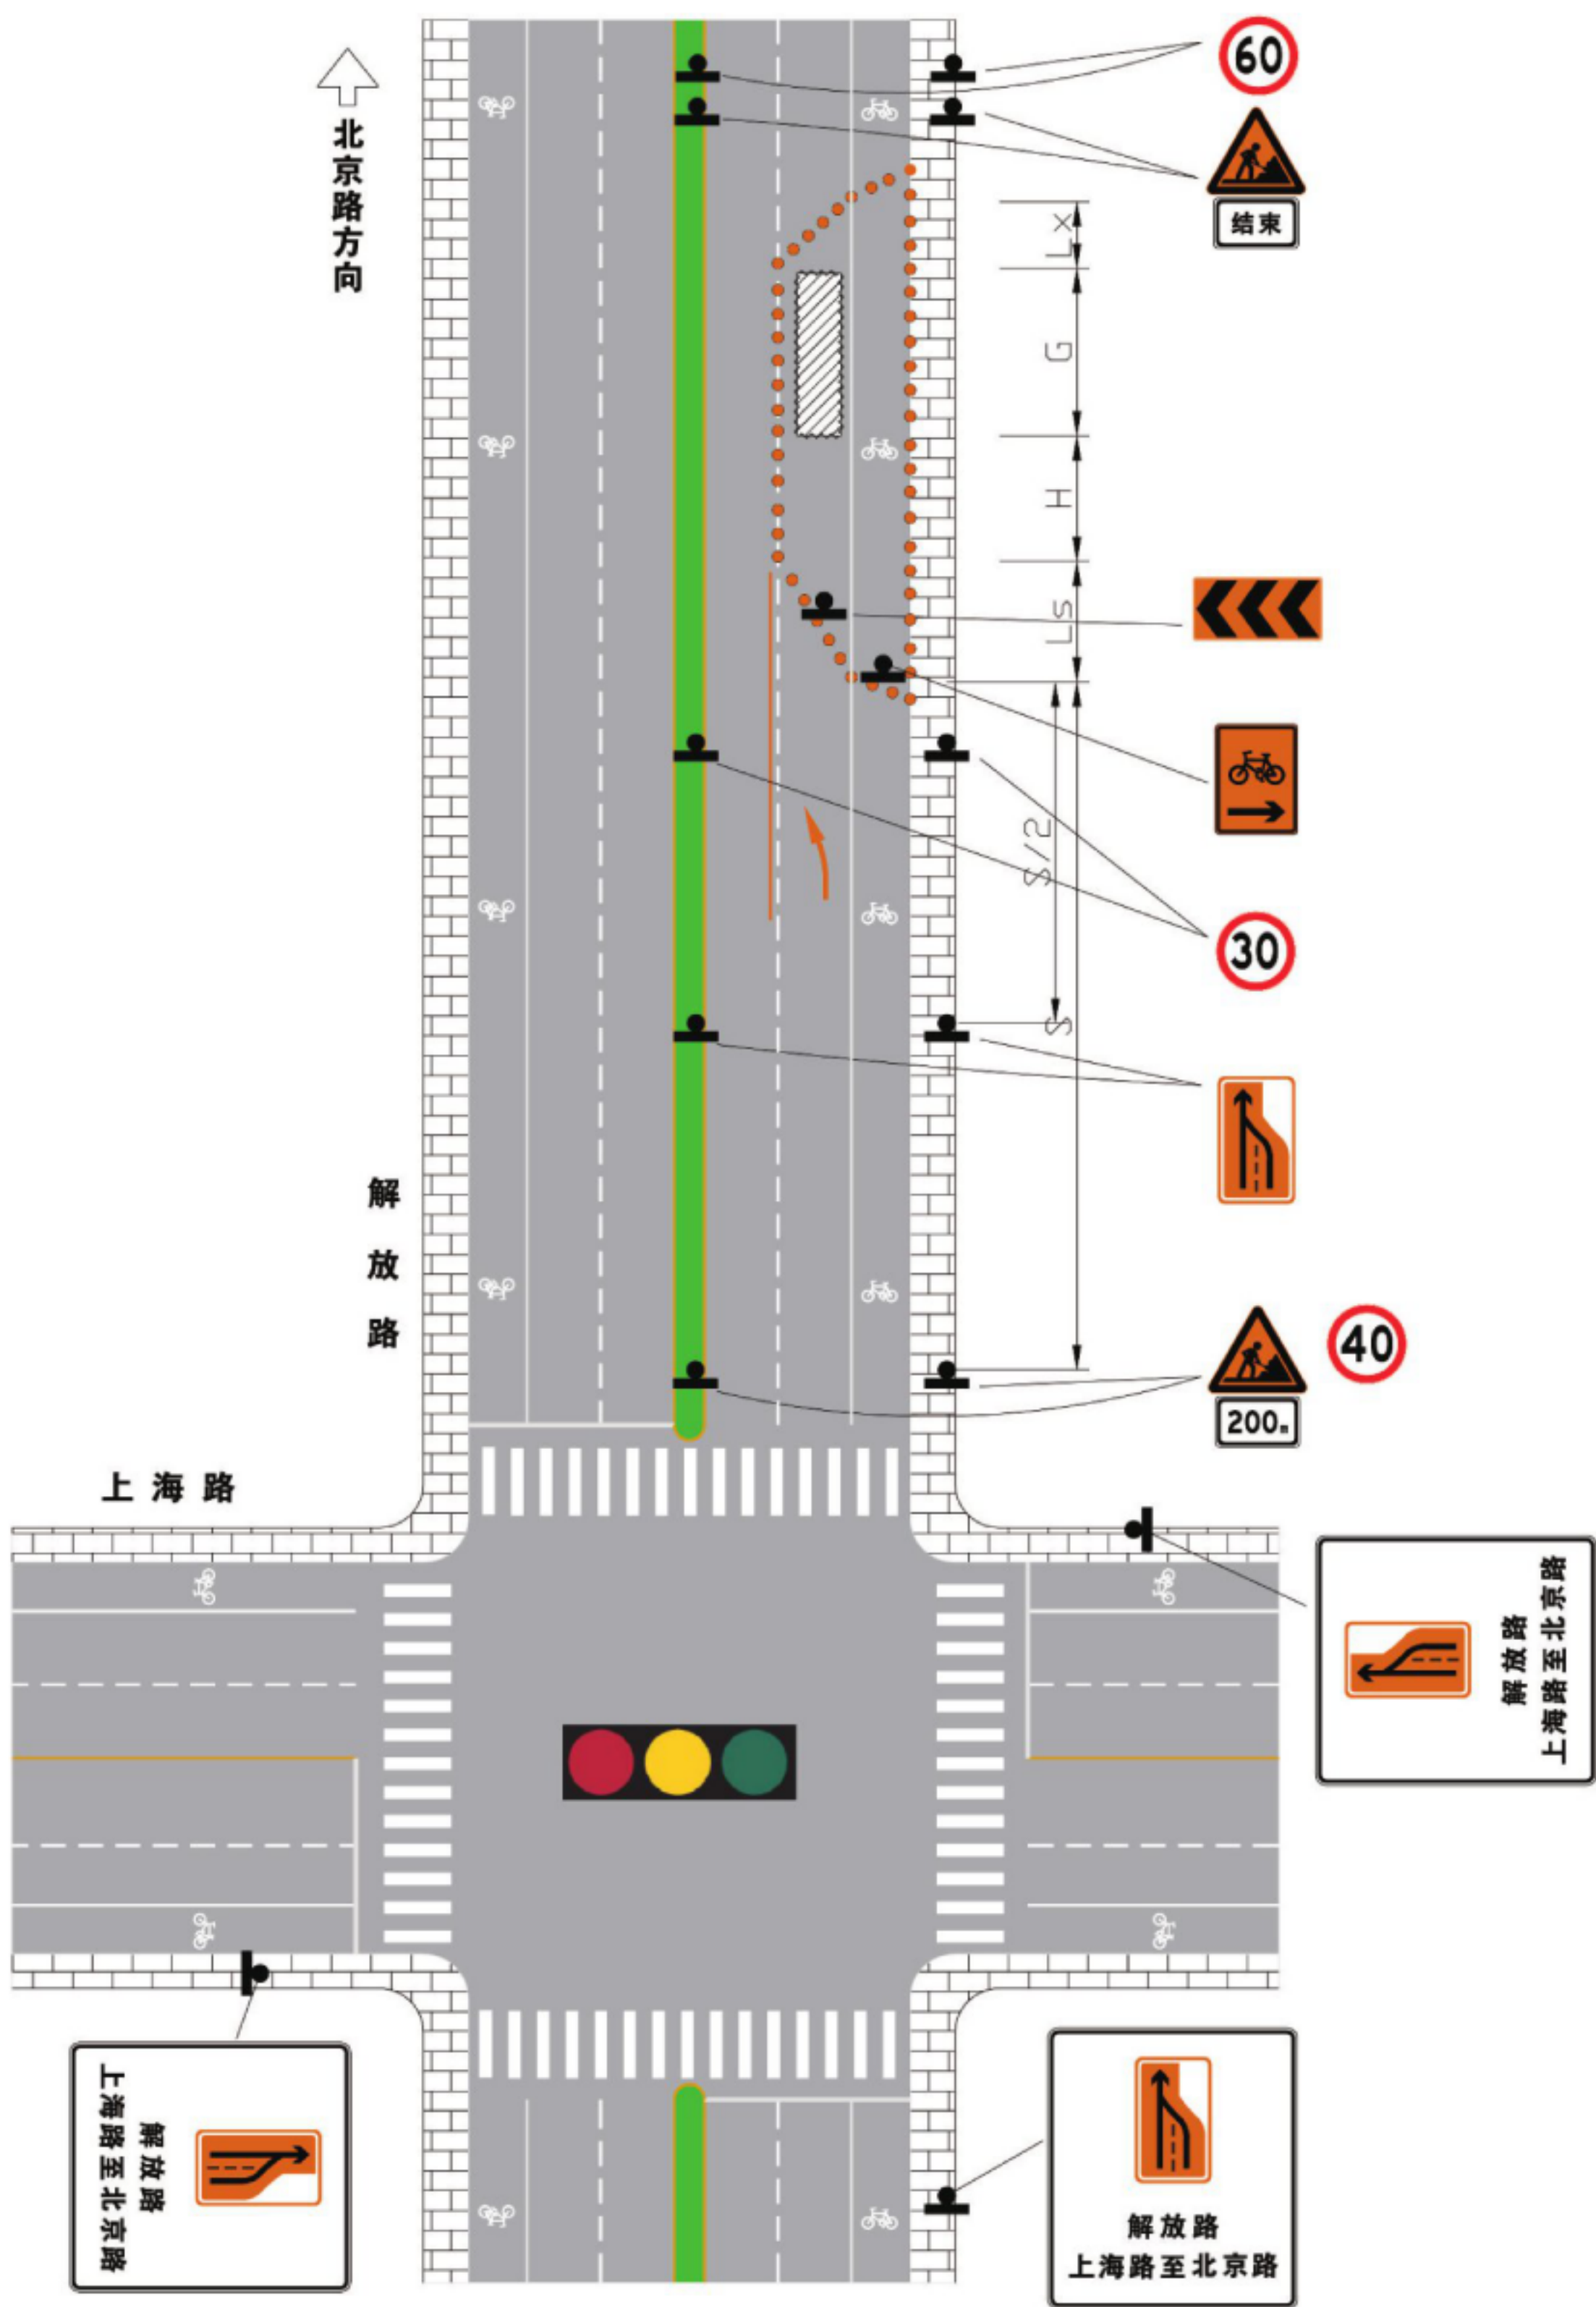 60
北京路方向
结束
Lx
G
H
Ls
S/2
30
S
解放路
40
200m
上海路
解放路
上海路至北京路
解放路
上海路至北京路
解放路
上海路至北京路